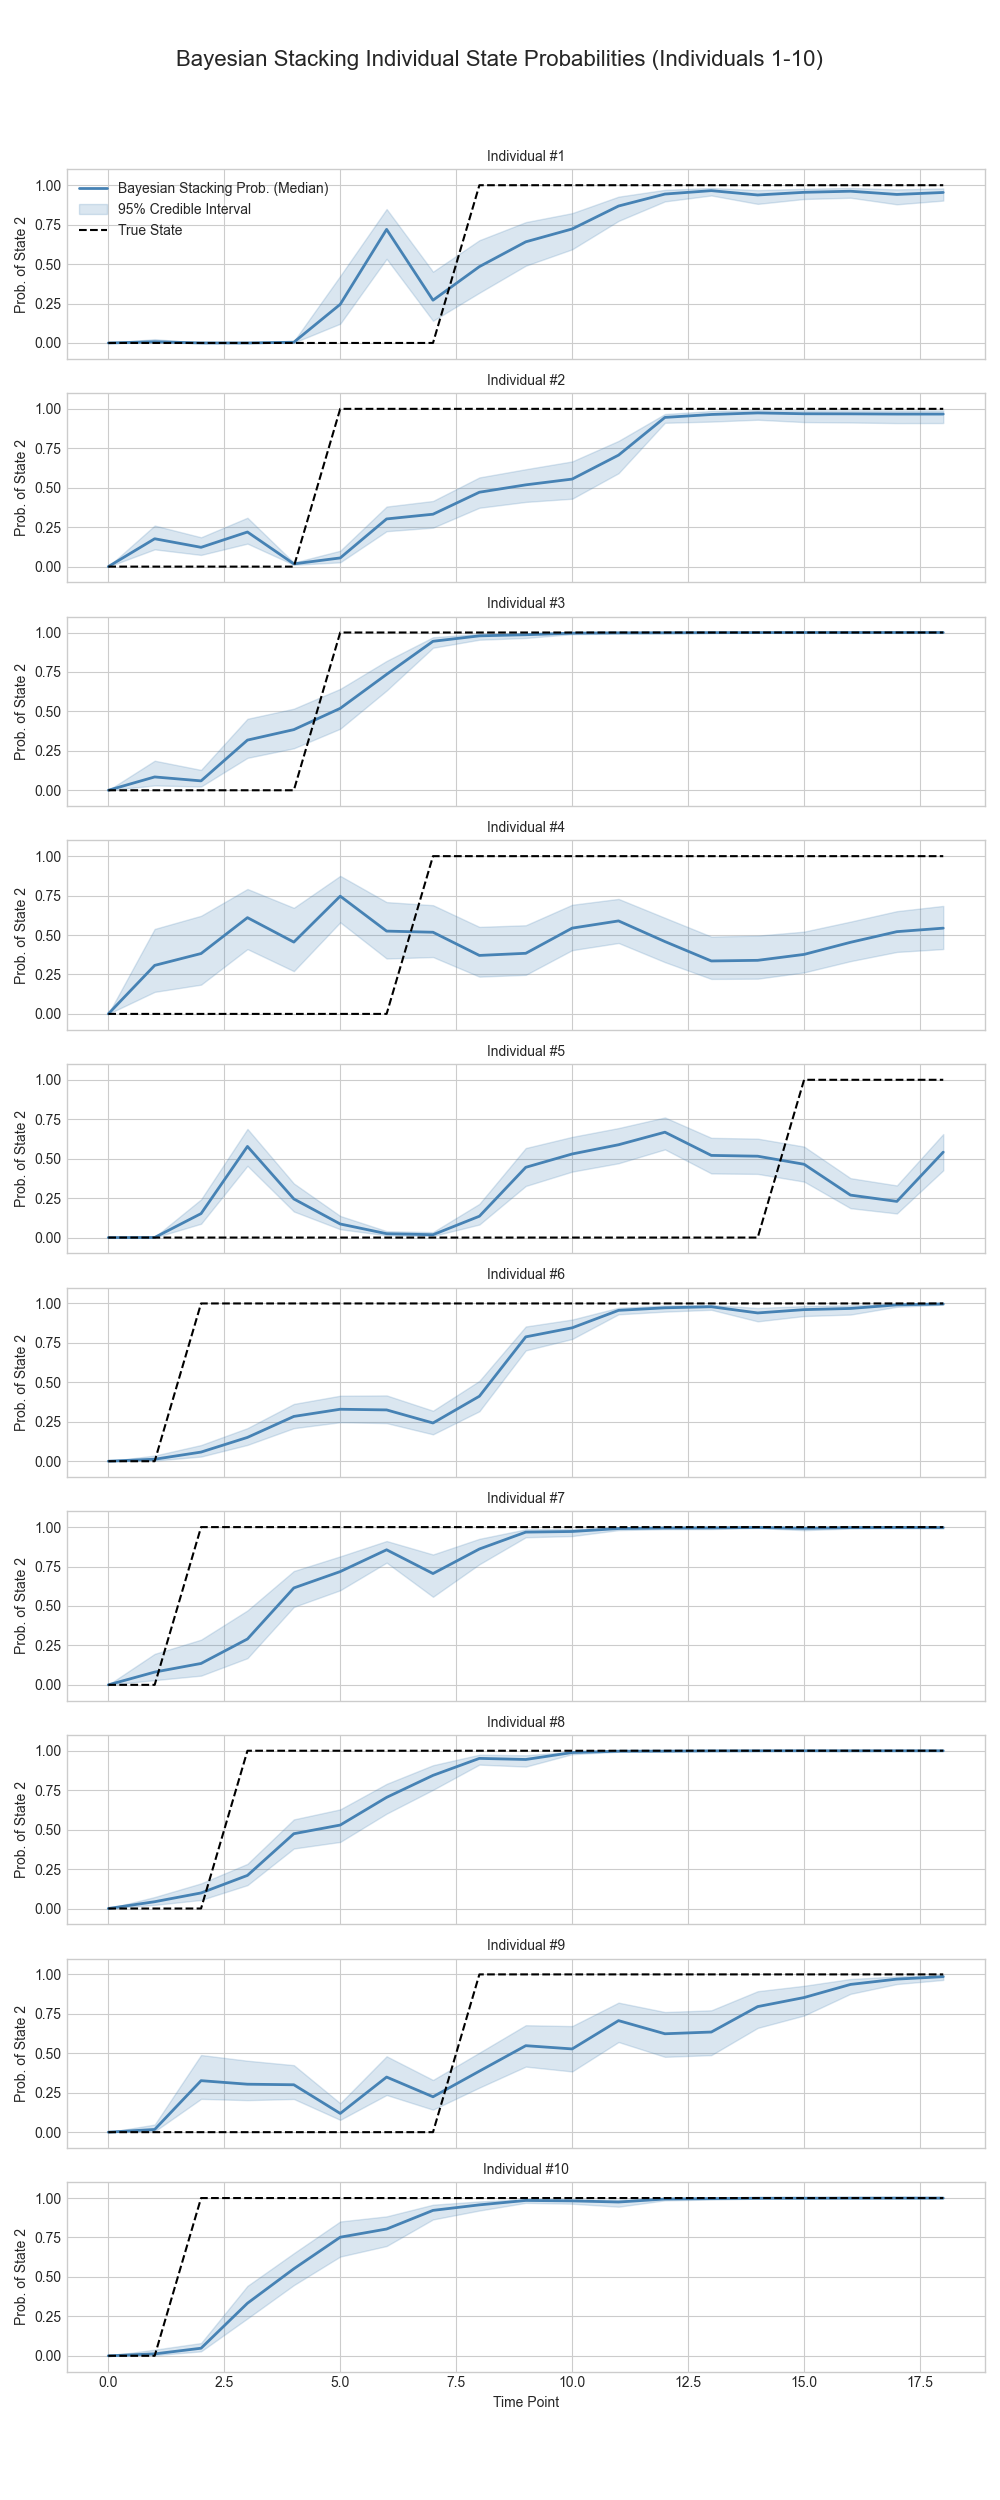 Bayesian Stacking Individual State Probabilities (Individuals 1-10)
Individual #1
Bayesian Stacking Prob. (Median)
95% Credible Interval
True State
1.00
0.75
0.50
0.25
0.00
Prob. of State 2
Individual #2
1.00
0.75
0.50
0.25
0.00
Prob. of State 2
Individual #3
1.00
0.75
0.50
0.25
0.00
Prob. of State 2
Individual #4
1.00
0.75
0.50
0.25
0.00
Prob. of State 2
Individual #5
1.00
0.75
0.50
0.25
0.00
Prob. of State 2
Individual #6
1.00
0.75
0.50
0.25
0.00
Prob. of State 2
Individual #7
1.00
0.75
0.50
0.25
0.00
Prob. of State 2
Individual #8
1.00
0.75
0.50
0.25
0.00
Prob. of State 2
Individual #9
1.00
0.75
0.50
0.25
0.00
Prob. of State 2
Individual #10
1.00
0.75
0.50
0.25
0.00
Prob. of State 2
0.0 2.5 5.0 7.5 10.0 12.5 15.0 17.5
Time Point